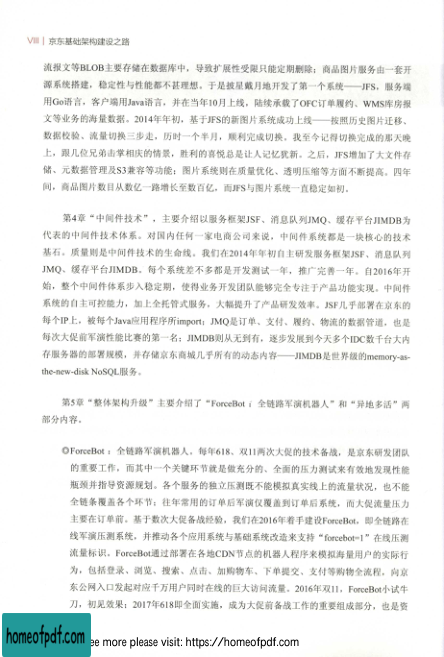 VIII | 京东基础架构建设之路
流报文等BLOB主要存储在数据库中，导致扩展性受限只能定期删除；商品图片服务由一套开
源系统搭建，稳定性与性能都不甚理想。于是披星戴月地开发了第一个系统——JFS，服务端
用Go语言，客户端用Java语言，并在当年10月上线，陆续承载了OFC订单履约、WMS库房报
文等业务的海量数据。2014年年初，基于JFS的新图片系统成功上线——按照历史图片迁移、
数据校验、流量切换三步走，历时一个半月，顺利完成切换。我至今记得切换完成的那天晚
上，跟几位兄弟击掌相庆的情景，胜利的喜悦总是让人记忆犹新。之后，JFS增加了大文件存
储、元数据管理及S3兼容等功能；图片系统则在质量优化、透明压缩等方面不断提高。四年
间，商品图片数目从数亿一路增长至数百亿，而JFS与图片系统一直稳定如初。
第4章“中间件技术”，主要介绍以服务框架JSF、消息队列JMQ、缓存平台JIMDB为
代表的中间件技术体系。对国内任何一家电商公司来说，中间件系统都是一块核心的技术
基石。质量则是中间件技术的生命线。我们在2014年年初自主研发服务框架JSF、消息队列
JMQ、缓存平台JIMDB。每个系统差不多都是开发测试一年，推广完善一年。自2016年开
始，整个中间件体系步入稳定期，使得业务开发团队能够完全专注于产品功能实现。中间件
系统的自主可控能力，加上全托管式服务，大幅提升了产品研发效率。JSF几乎部署在京东的
每个IP上，被每个Java应用程序所import；JMQ是订单、支付、履约、物流的数据管道，也是
每次大促前军演性能比赛的第一名；JIMDB则从无到有，逐步发展到今天多个IDC数千台大内
存服务器的部署规模，并存储京东商城几乎所有的动态内容——JIMDB是世界级的memory-as-
the-new-disk NoSQL服务。
第5章“整体架构升级”主要介绍了“ForceBot：全链路军演机器人”和“异地多活”两
部分内容。
◎ForceBot：全链路军演机器人。每年618、双11两次大促的技术备战，是京东研发团队
的重要工作，而其中一个关键环节就是做充分的、全面的压力测试来有效地发现性能
瓶颈并指导资源规划。各个服务的独立压测既不能模拟真实线上的流量状况，也不能
全链条覆盖各个环节；往年常用的订单后军演仅覆盖到订单后系统，而大促流量压力
主要在订单前。基于数次大促备战经验，我们在2016年着手建设ForceBot，即全链路在
线军演压测系统，并推动各个应用系统与基础系统改造来支持“forcebot=1”在线压测
流量标识。ForceBot通过部署在各地CDN节点的机器人程序来模拟海量用户的实际行
为，包括登录、浏览、搜索、点击、加购物车、下单提交、支付等购物全流程，向京
东公网入口发起对应千万用户同时在线的巨大访问流量。2016年双11，ForceBot小试牛
刀，初见效果；2017年618即全面实施，成为大促前备战工作的重要组成部分，也是资
homeofpdf.com
ee more please visit: https://homeofpdf.com